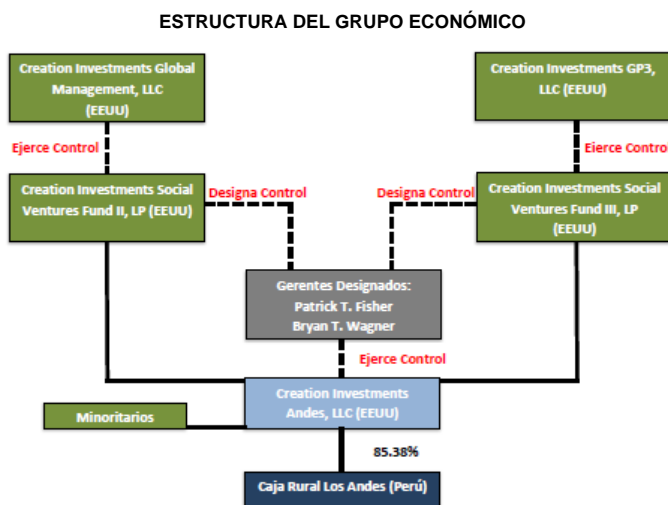 ESTRUCTURA DEL GRUPO ECONÓMICO
Creation Investments Global
Management, LLC
(EEUU)
Creation Investments GP3,
LLC (EEUU)
Ejerce Control
Eierce Control
Creation Investments Social
Ventures Fund II, LP (EEUU)
Designa Control
Designa Control
Creation Investments Social
Ventures Fund III, LP
(EEUU)
Gerentes Designados:
Patrick T. Fisher
Bryan T. Wagner
Ejerce Control
Creation Investments
Andes, LLC (EEUU)
Minoritarios
85.38%
Caja Rural Los Andes (Perú)